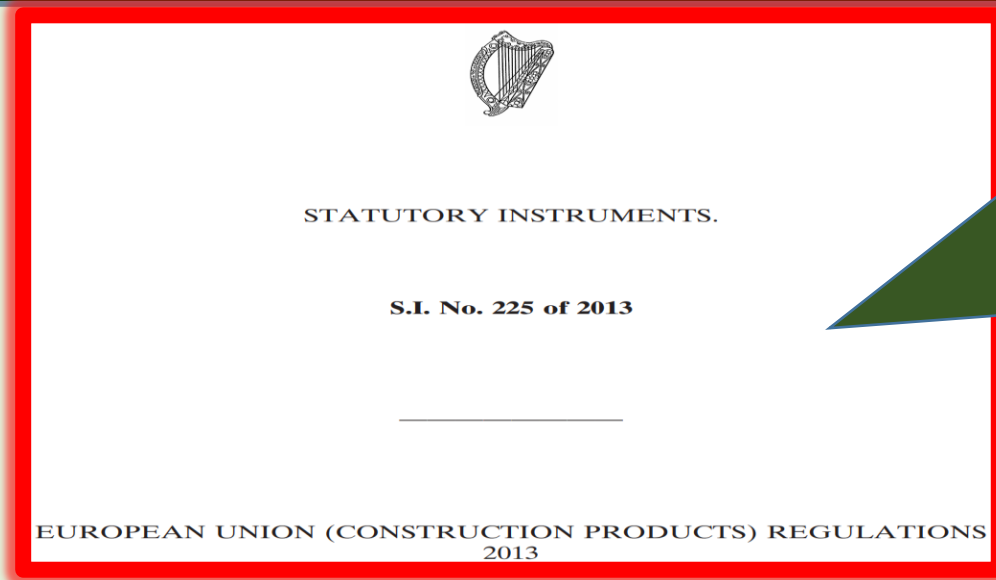 STATUTORY INSTRUMENTS.
S.I. No. 225 of 2013
EUROPEAN UNION (CONSTRUCTION PRODUCTS) REGULATIONS
2013